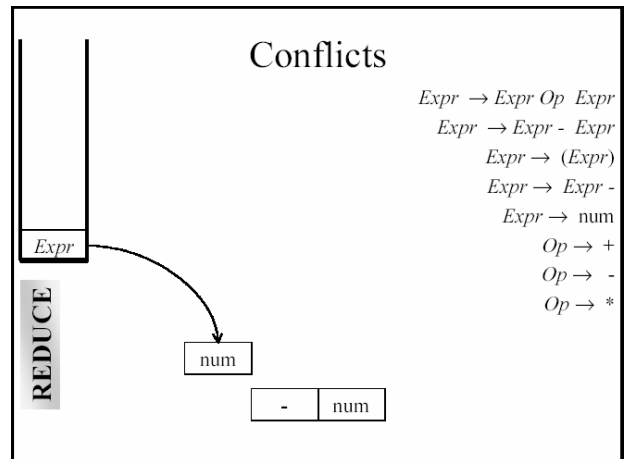 Conflicts
Expr → Expr Op Expr
Expr → Expr - Expr
Expr → (Expr)
Expr → Expr -
Expr → num
Op → +
Op → -
Op → *
Expr
REDUCE
num
- num